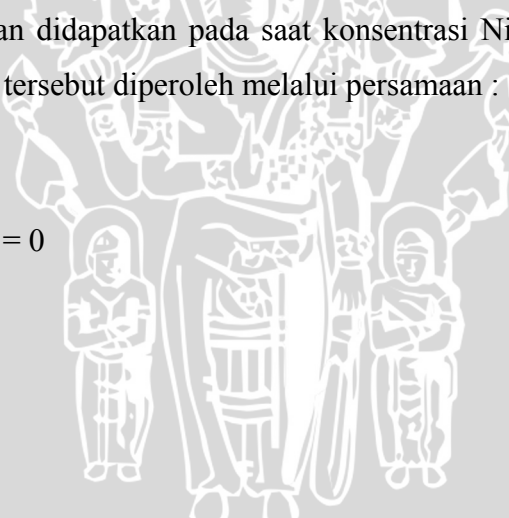 an didapatkan pada saat konsentrasi Ni
tersebut diperoleh melalui persamaan :
= 0